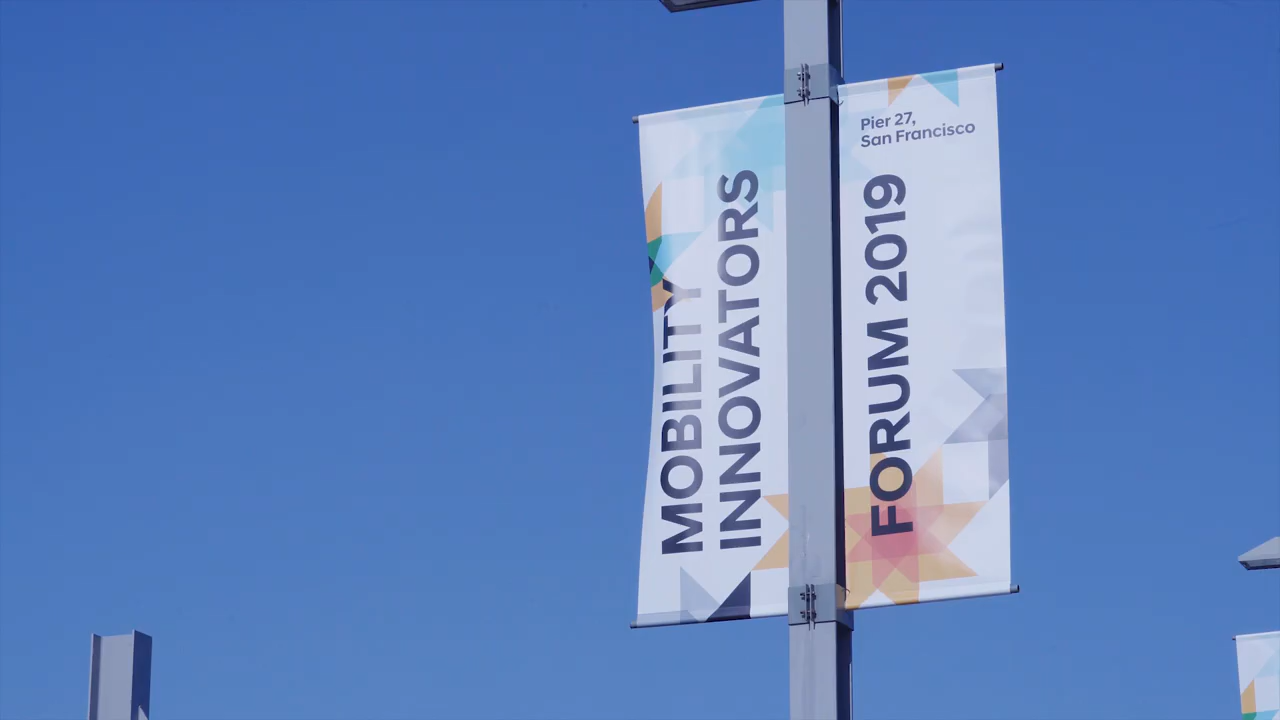 MOBILITY
INNOVATORS
Pier 27,
San Francisco
FORUM 2019